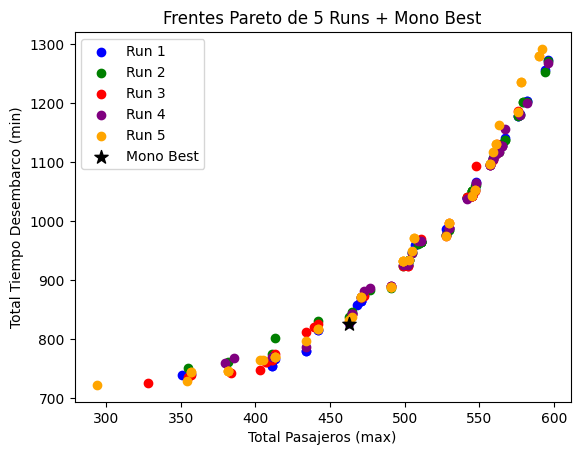 Frentes Pareto de 5 Runs + Mono Best
Run 1
Run 2
Run 3
Run 4
Run 5
Mono Best
Total Tiempo Desembarco (min)
1300
1200
1100
1000
900
800
700
300
350
400
450
500
550
600
Total Pasajeros (max)